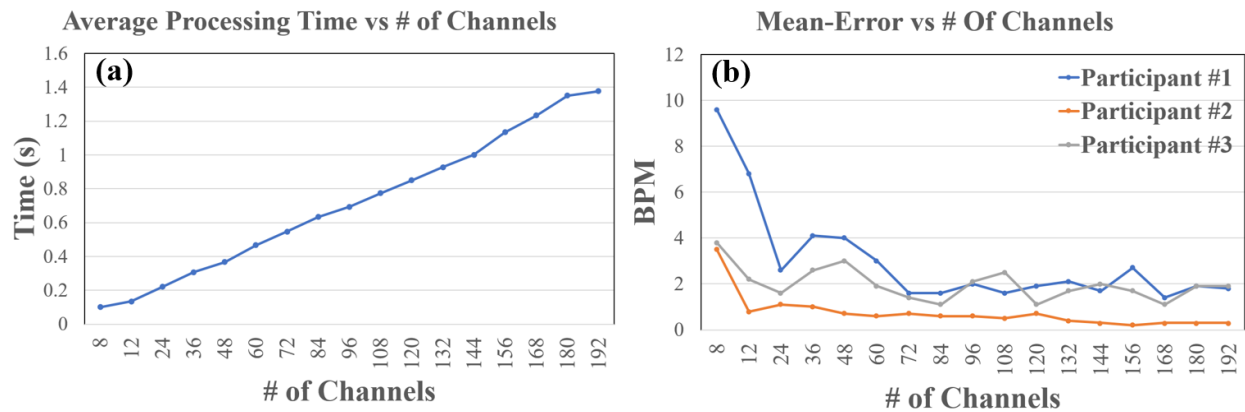 Average Processing Time vs # of Channels
(a)
1.6
1.4
1.2
1
0.8
0.6
0.4
0.2
0
Time (s)
8 12 24 36 48 60 72 84 96 108 120 132 144 156 168 180 192
# of Channels
Mean-Error vs # Of Channels
(b)
Participant #1
Participant #2
Participant #3
12
10
8
6
4
2
0
BPM
8 12 24 36 48 60 72 84 96 108 120 132 144 156 168 180 192
# of Channels